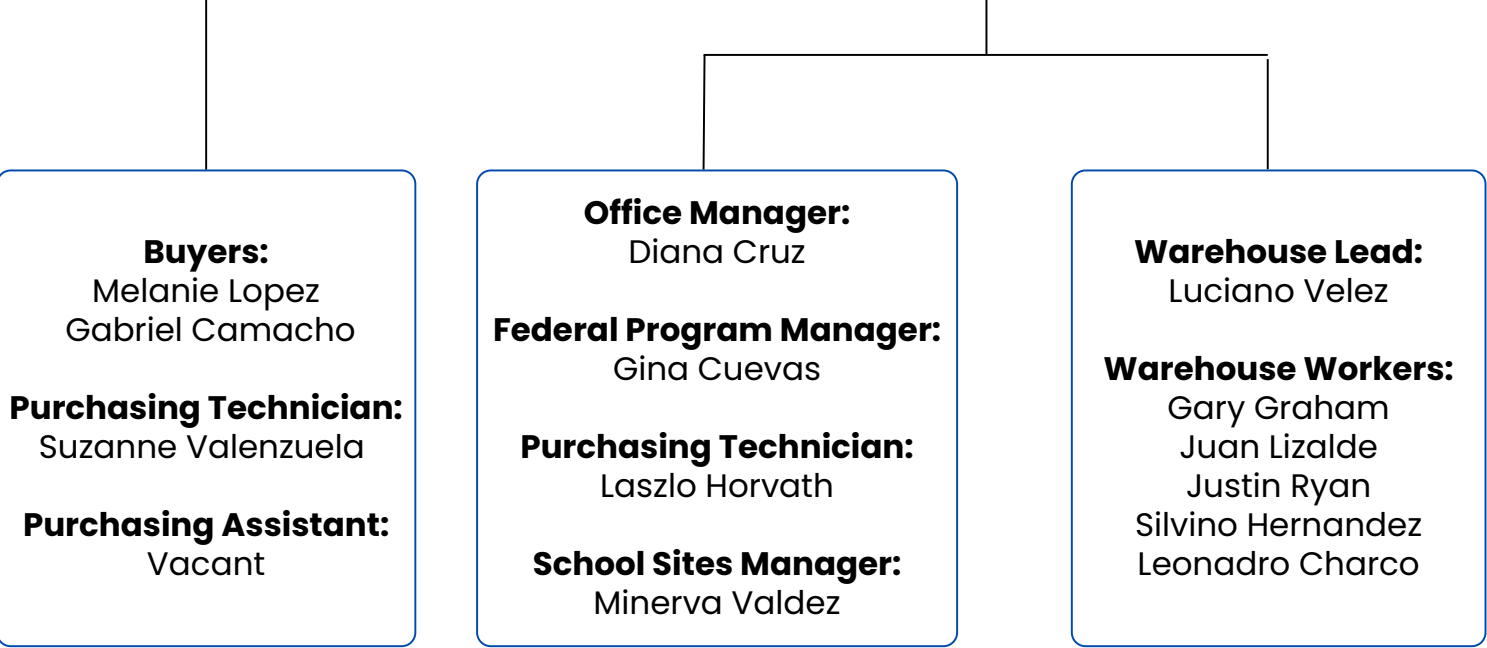 Buyers:
Melanie Lopez
Gabriel Camacho
Purchasing Technician:
Suzanne Valenzuela
Purchasing Assistant:
Vacant
Office Manager:
Diana Cruz
Federal Program Manager:
Gina Cuevas
Purchasing Technician:
Laszlo Horvath
School Sites Manager:
Minerva Valdez
Warehouse Lead:
Luciano Velez
Warehouse Workers:
Gary Graham
Juan Lizalde
Justin Ryan
Silvino Hernandez
Leonadro Charco